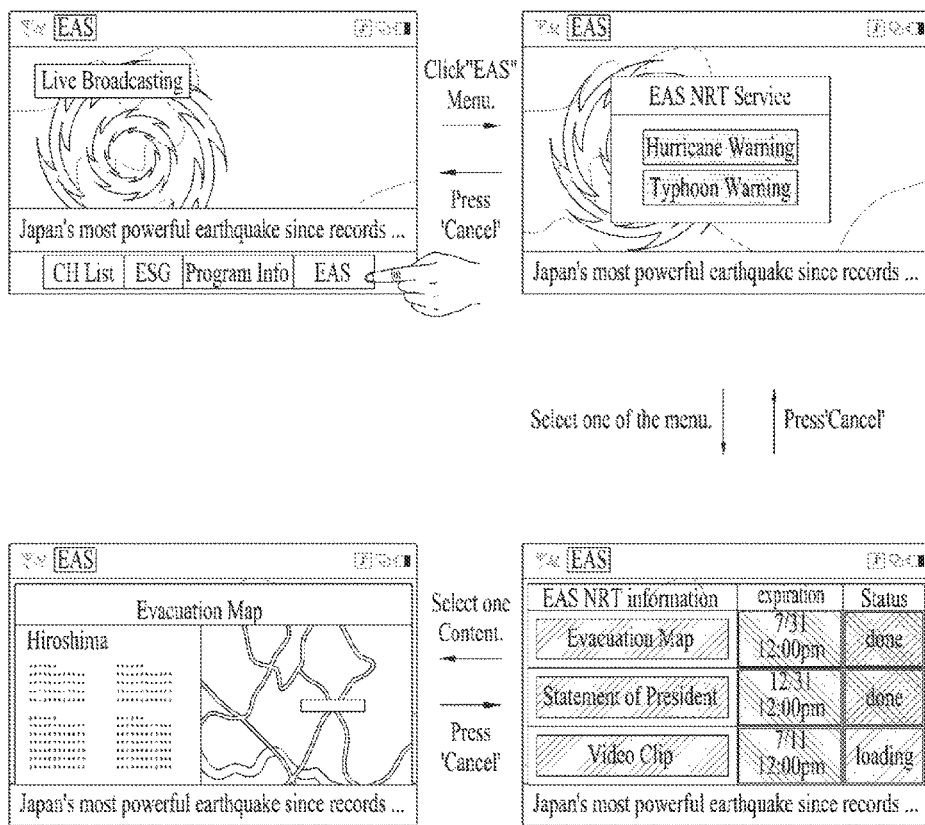 EAS
Live Broadcasting
Japan's most powerful earthquake since records ...
CH List ESG Program Info EAS
Click"EAS"
Menu.
Press
'Cancel'
EAS
EAS NRT Service
Hurricane Warning
Typhoon Warning
Japan's most powerful earthquake since records ...
Select one of the menu.
Press'Cancel'
EAS
Evacuation Map
Hiroshima
Japan's most powerful earthquake since records ...
Select one
Content.
Press
'Cancel'
EAS
EAS NRT information expiration Status
Evacuation Map 7/31 12:00pm done
Statement of President 12/31 12:00pm done
Video Clip 7/11 12:00pm loading
Japan's most powerful earthquake since records ...